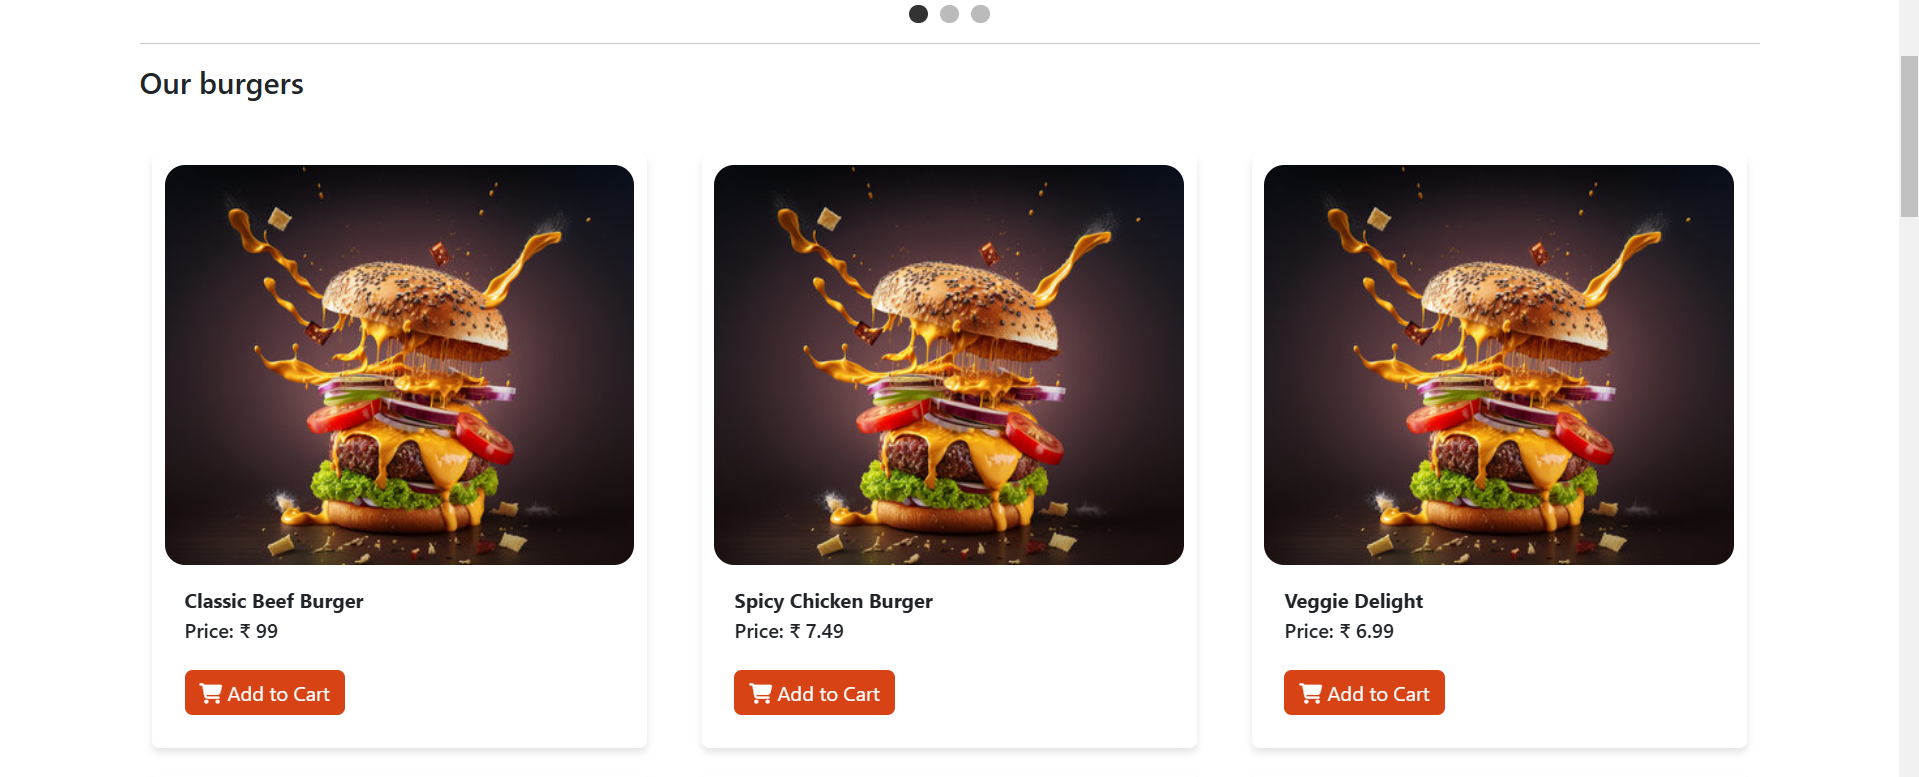 Our burgers
Classic Beef Burger
Price: ₹ 99
Add to Cart
Spicy Chicken Burger
Price: ₹ 7.49
Add to Cart
Veggie Delight
Price: ₹ 6.99
Add to Cart